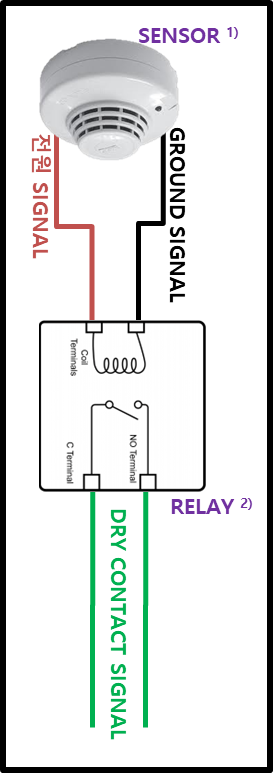 SENSOR 1)
전원 SIGNAL
GROUND SIGNAL
Coil
Terminals
NO Terminal
C Terminal
RELAY 2)
DRY CONTACT SIGNAL